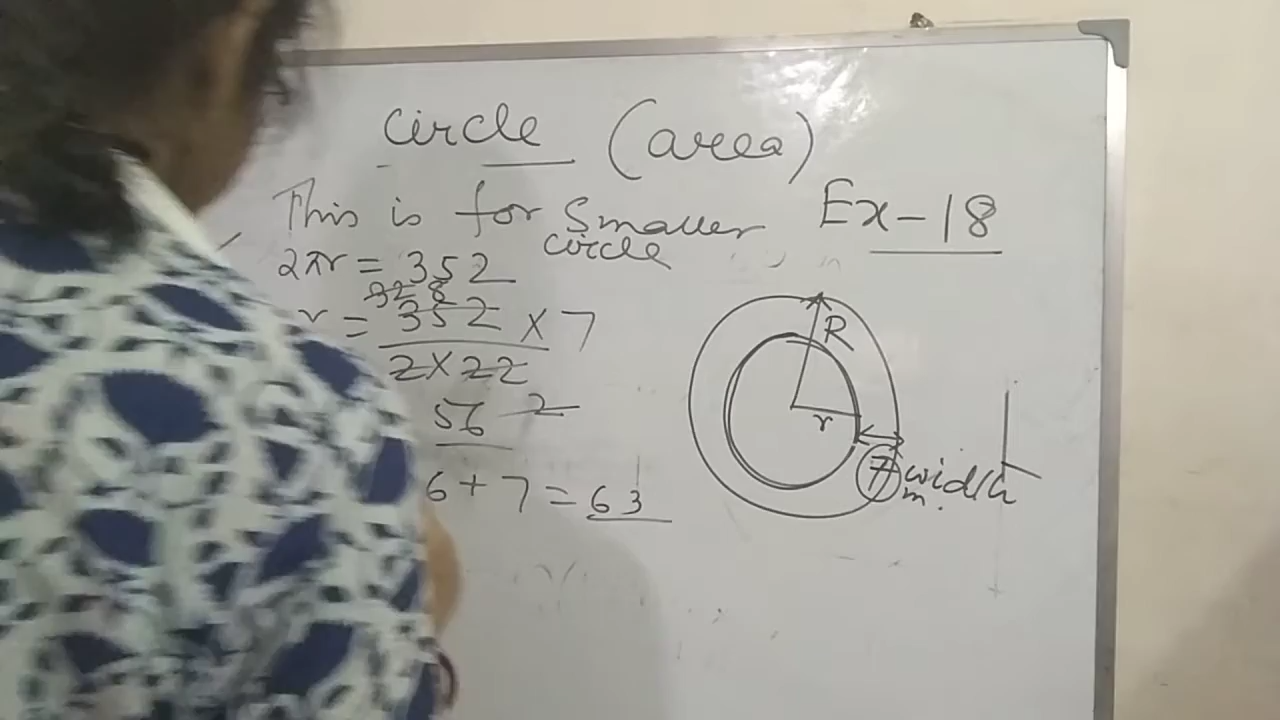 Circle (area)
This is for Smaller circle
Ex-18
2πr = 352
r = 352 × 7
2 × 22
56
6 + 7 = 63
R
r
7 m. width